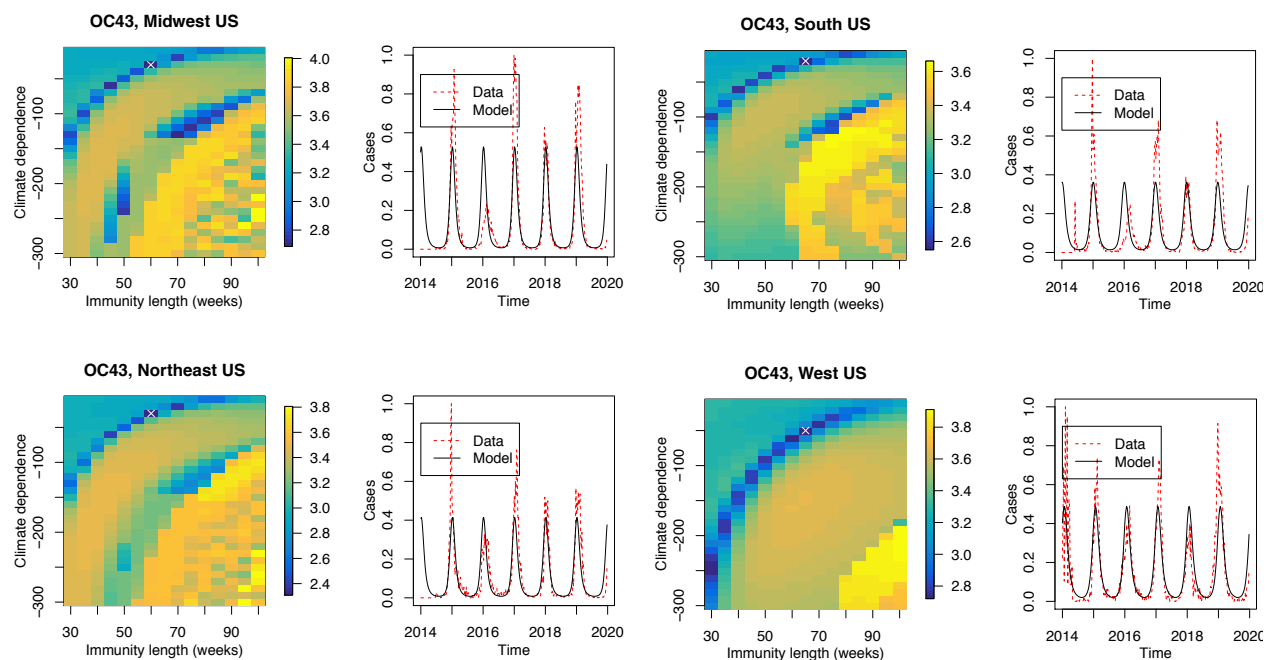 OC43, Midwest US
Climate dependence
−100
−200
−300
30 50 70 90
Immunity length (weeks)
4.0
3.8
3.6
3.4
3.2
3.0
2.8
Cases
1.0
0.8
0.6
0.4
0.2
0.0
Data
Model
2014 2016 2018 2020
Time
OC43, South US
Climate dependence
−100
−200
−300
30 50 70 90
Immunity length (weeks)
3.6
3.4
3.2
3.0
2.8
2.6
Cases
1.0
0.8
0.6
0.4
0.2
0.0
Data
Model
2014 2016 2018 2020
Time
OC43, Northeast US
Climate dependence
−100
−200
−300
30 50 70 90
Immunity length (weeks)
3.8
3.6
3.4
3.2
3.0
2.8
2.6
2.4
Cases
1.0
0.8
0.6
0.4
0.2
0.0
Data
Model
2014 2016 2018 2020
Time
OC43, West US
Climate dependence
−100
−200
−300
30 50 70 90
Immunity length (weeks)
3.8
3.6
3.4
3.2
3.0
2.8
Cases
1.0
0.8
0.6
0.4
0.2
0.0
Data
Model
2014 2016 2018 2020
Time